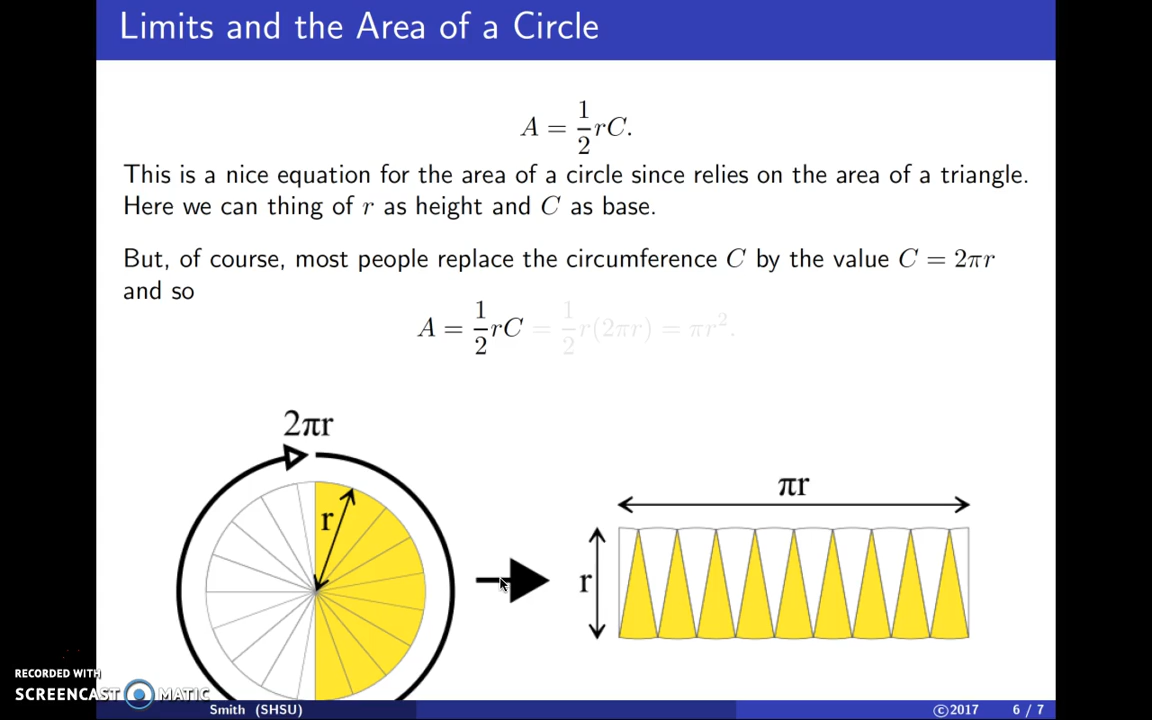 Limits and the Area of a Circle
A = \frac{1}{2}rC.
This is a nice equation for the area of a circle since relies on the area of a triangle.
Here we can thing of r as height and C as base.
But, of course, most people replace the circumference C by the value C = 2πr
and so
A = \frac{1}{2}rC = \frac{1}{2}r(2πr) = πr².
2πr
r
πr
r
RECORDED WITH
SCREENCAST MATIC
Smith (SHSU)
©2017 6 / 7